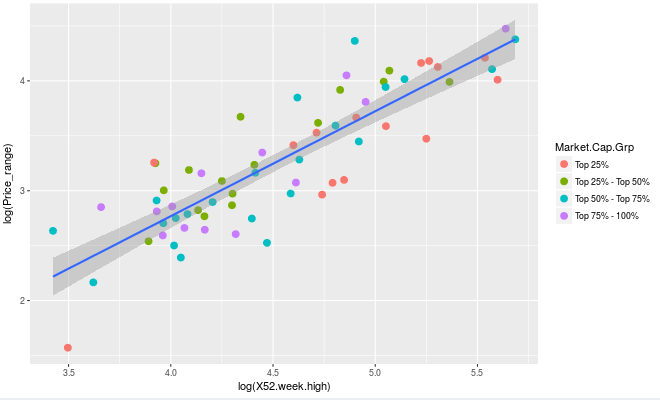 log(Price_range)
4
3
2
3.5 4.0 4.5 5.0 5.5
log(X52.week.high)
Market.Cap.Grp
Top 25%
Top 25% - Top 50%
Top 50% - Top 75%
Top 75% - 100%